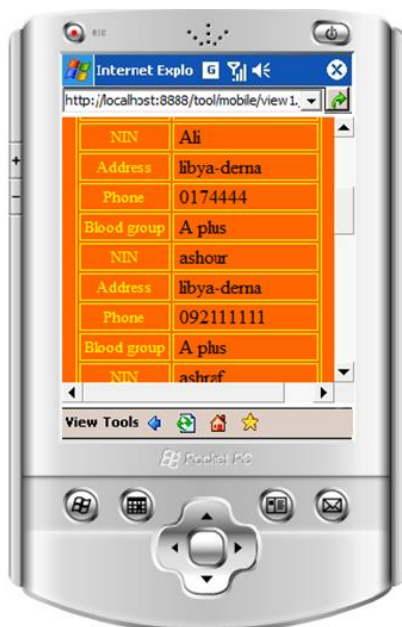 Internet Explo G
http://localhost:8888/tool/mobile/view1.
NIN Ali
Address libya-derna
Phone 0174444
Blood group A plus
NIN ashour
Address libya-derna
Phone 092111111
Blood group A plus
NIN ashraf
View Tools
Pocket PC